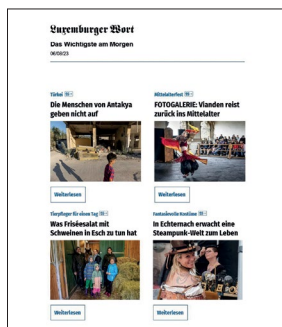 Luxemburger Wort
Das Wichtigste am Morgen
06/08/23
Türkei W+
Die Menschen von Antakya
geben nicht auf
Weiterlesen
Mittelalterfest W+
FOTOGALERIE: Vianden reist
zurück ins Mittelalter
Weiterlesen
Tierpfleger für einen Tag W+
Was Friséesalat mit
Schweinen in Esch zu tun hat
Weiterlesen
Fantasievolle Kostüme W+
In Echternach erwacht eine
Steampunk-Welt zum Leben
Weiterlesen